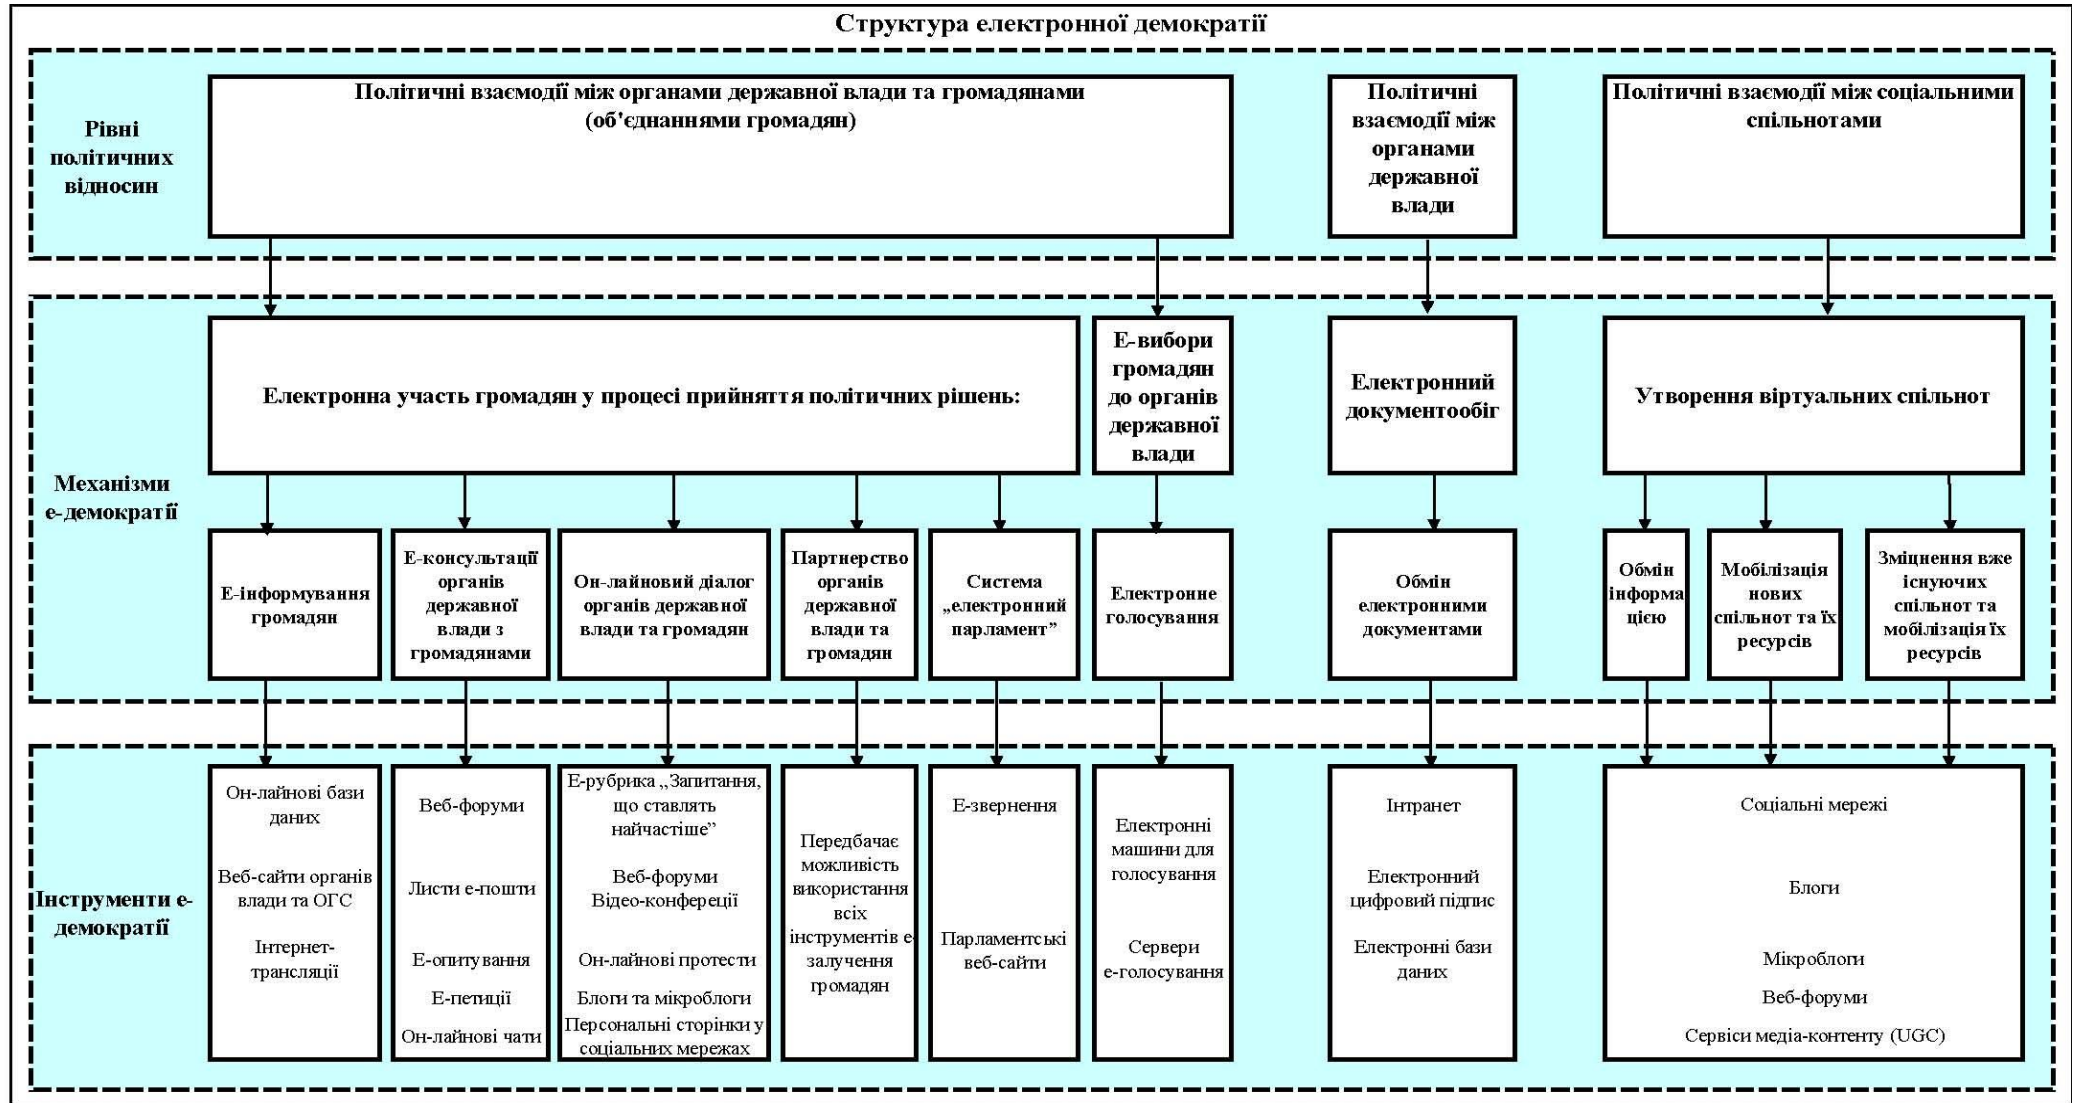 Структура електронної демократії
Рівні
політичних
відносин
Політичні взаємодії між органами державної влади та громадянами
(об'єднаннями громадян)
Політичні
взаємодії між
органами
державної
влади
Політичні взаємодії між соціальними
спільнотами
Механізми
е-демократії
Електронна участь громадян у процесі прийняття політичних рішень:
Е-вибори
громадян
до органів
державної
влади
Електронний
документообіг
Утворення віртуальних спільнот
Е-інформування
громадян
Е-консультації
органів
державної
влади з
громадянами
Он-лайновий діалог
органів державної
влади та громадян
Партнерство
органів
державної
влади та
громадян
Система
„електронний
парламент”
Електронне
голосування
Обмін
електронними
документами
Обмін
інформа
цією
Мобілізація
нових
спільнот та їх
ресурсів
Зміцнення вже
існуючих
спільнот та
мобілізація їх
ресурсів
Інструменти е-
демократії
Он-лайнові бази
даних
Веб-сайти органів
влади та ОГС
Інтернет-
трансляції
Веб-форуми
Листи е-пошти
Е-опитування
Е-петиції
Он-лайнові чати
Е-рубрика „Запитання,
що ставлять
найчастіше”
Веб-форуми
Відео-конфереції
Он-лайнові протести
Блоги та мікроблоги
Персональні сторінки у
соціальних мережах
Передбачає
можливість
використання
всіх
інструментів е-
залучення
громадян
Е-звернення
Парламентські
веб-сайти
Електронні
машини для
голосування
Сервери
е-голосування
Інтранет
Електронний
цифровий підпис
Електронні бази
даних
Соціальні мережі
Блоги
Мікроблоги
Веб-форуми
Сервіси медіа-контенту (UGC)